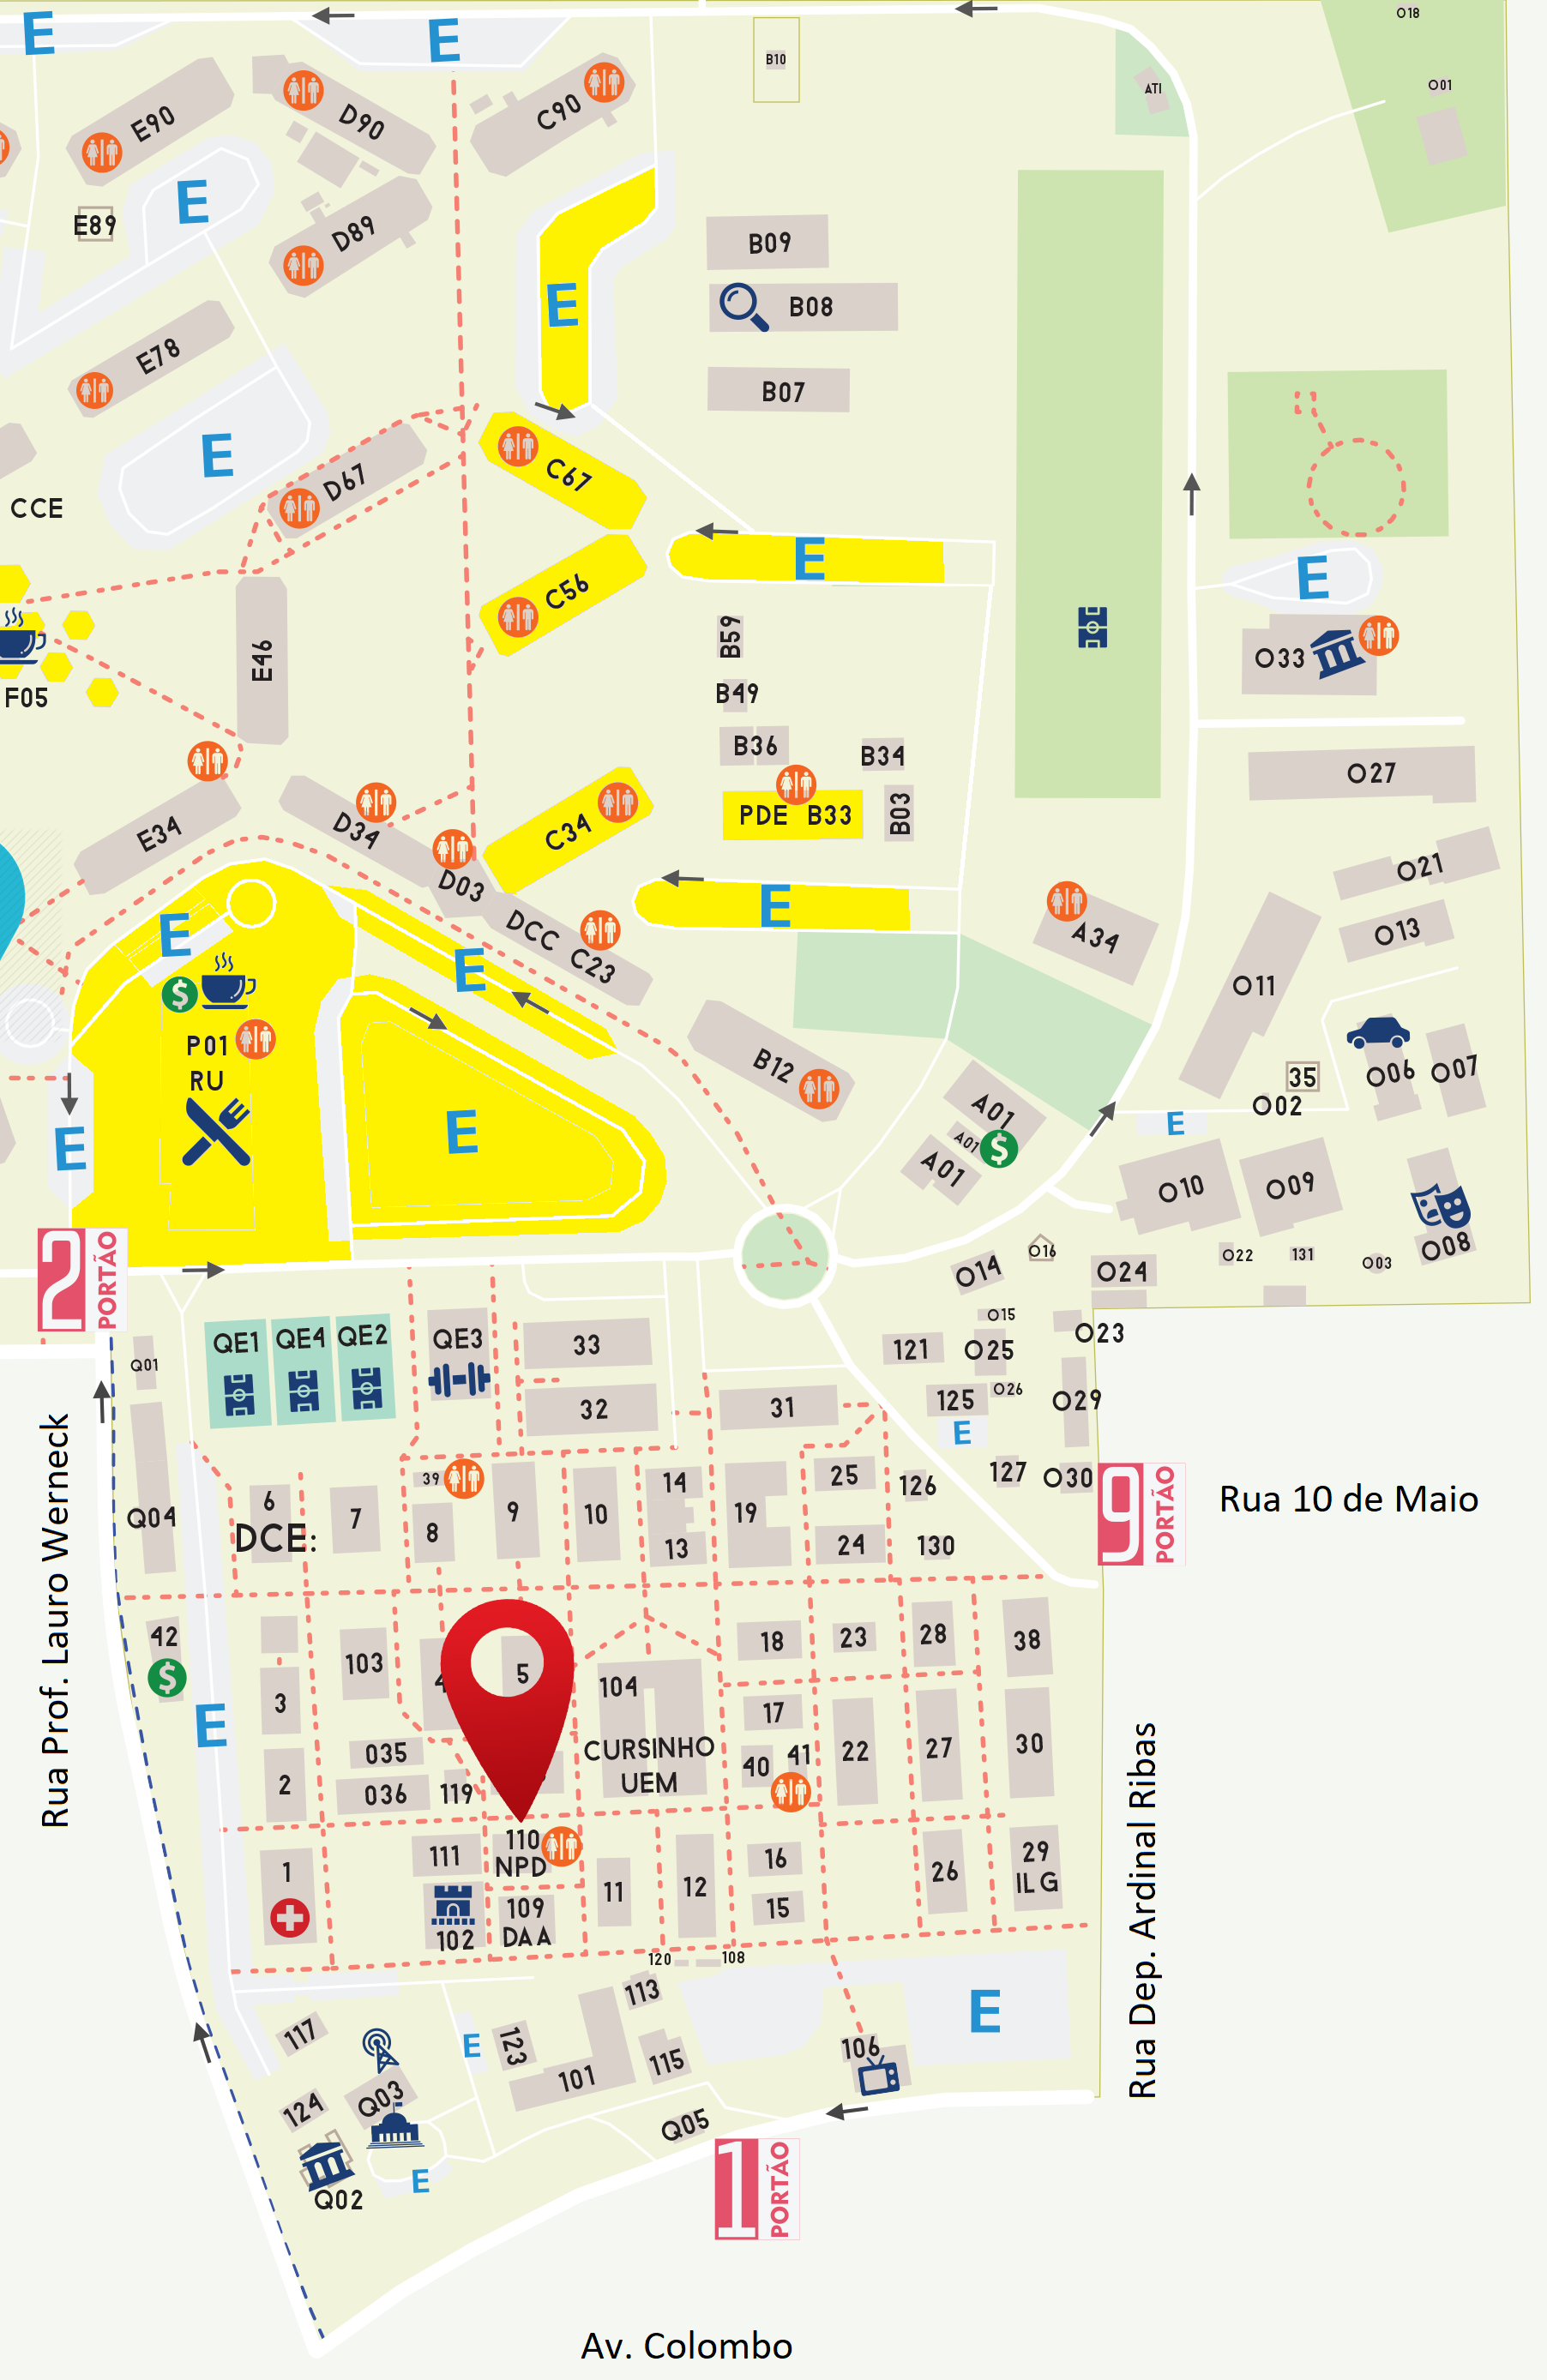 E
E
B10
O18
ATI
O01
E90
D90
C90
E
E89
D89
B09
E
B08
E78
B07
E
D67
C67
CCE
E
C56
E
B59
O33
E46
B49
F05
B36
B34
O27
PDE B33
B03
E34
D34
C34
D03
O21
E
DCC C23
A34
O13
E
E
$
O11
P01
RU
B12
O06
O07
35
O02
A01
A01
$
A01
E
E
E
O10
O09
O08
2 PORTÃO
O16
O22
131
O03
O14
O24
O15
QE1
QE4
QE2
QE3
33
121
O25
O23
Q01
32
31
125
O26
O29
E
Rua Prof. Lauro Werneck
39
14
25
126
127
O30
9 PORTÃO
Rua 10 de Maio
Q04
6
DCE:
7
8
9
10
13
19
24
130
42
$
103
4
5
104
18
23
28
38
3
17
E
035
CURSINHO
UEM
40
41
22
27
30
2
036
119
110
NPD
111
1
11
12
16
26
29
ILG
109
DAA
102
15
Rua Dep. Ardinal Ribas
120
108
113
117
E
123
101
115
106
E
124
Q03
Q05
E
Q02
1 PORTÃO
Av. Colombo